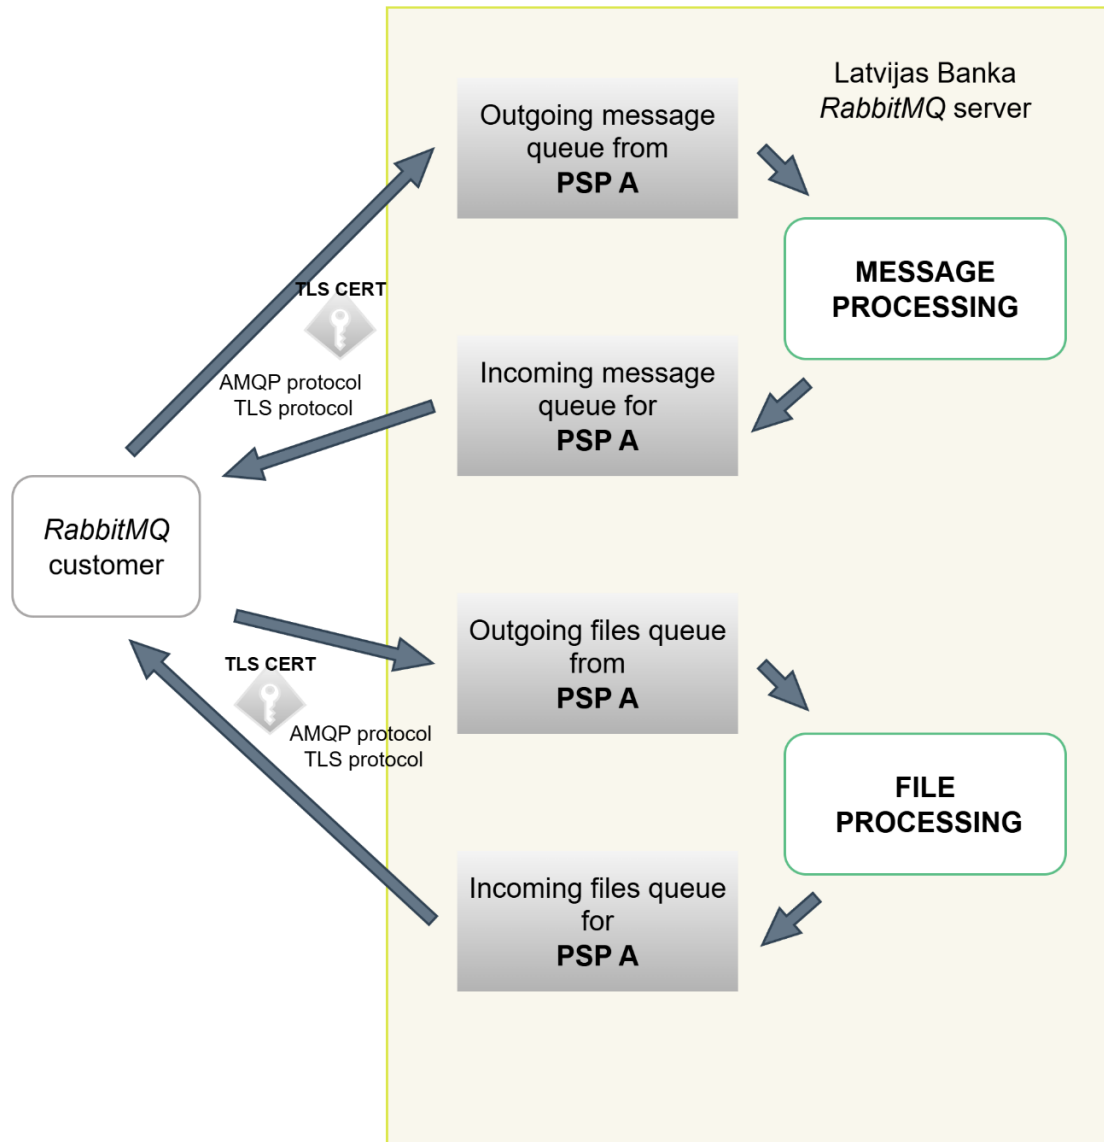 Latvijas Banka
RabbitMQ server
Outgoing message
queue from
PSP A
MESSAGE
PROCESSING
TLS CERT
AMQP protocol
TLS protocol
Incoming message
queue for
PSP A
RabbitMQ
customer
Outgoing files queue
from
PSP A
TLS CERT
AMQP protocol
TLS protocol
FILE
PROCESSING
Incoming files queue
for
PSP A